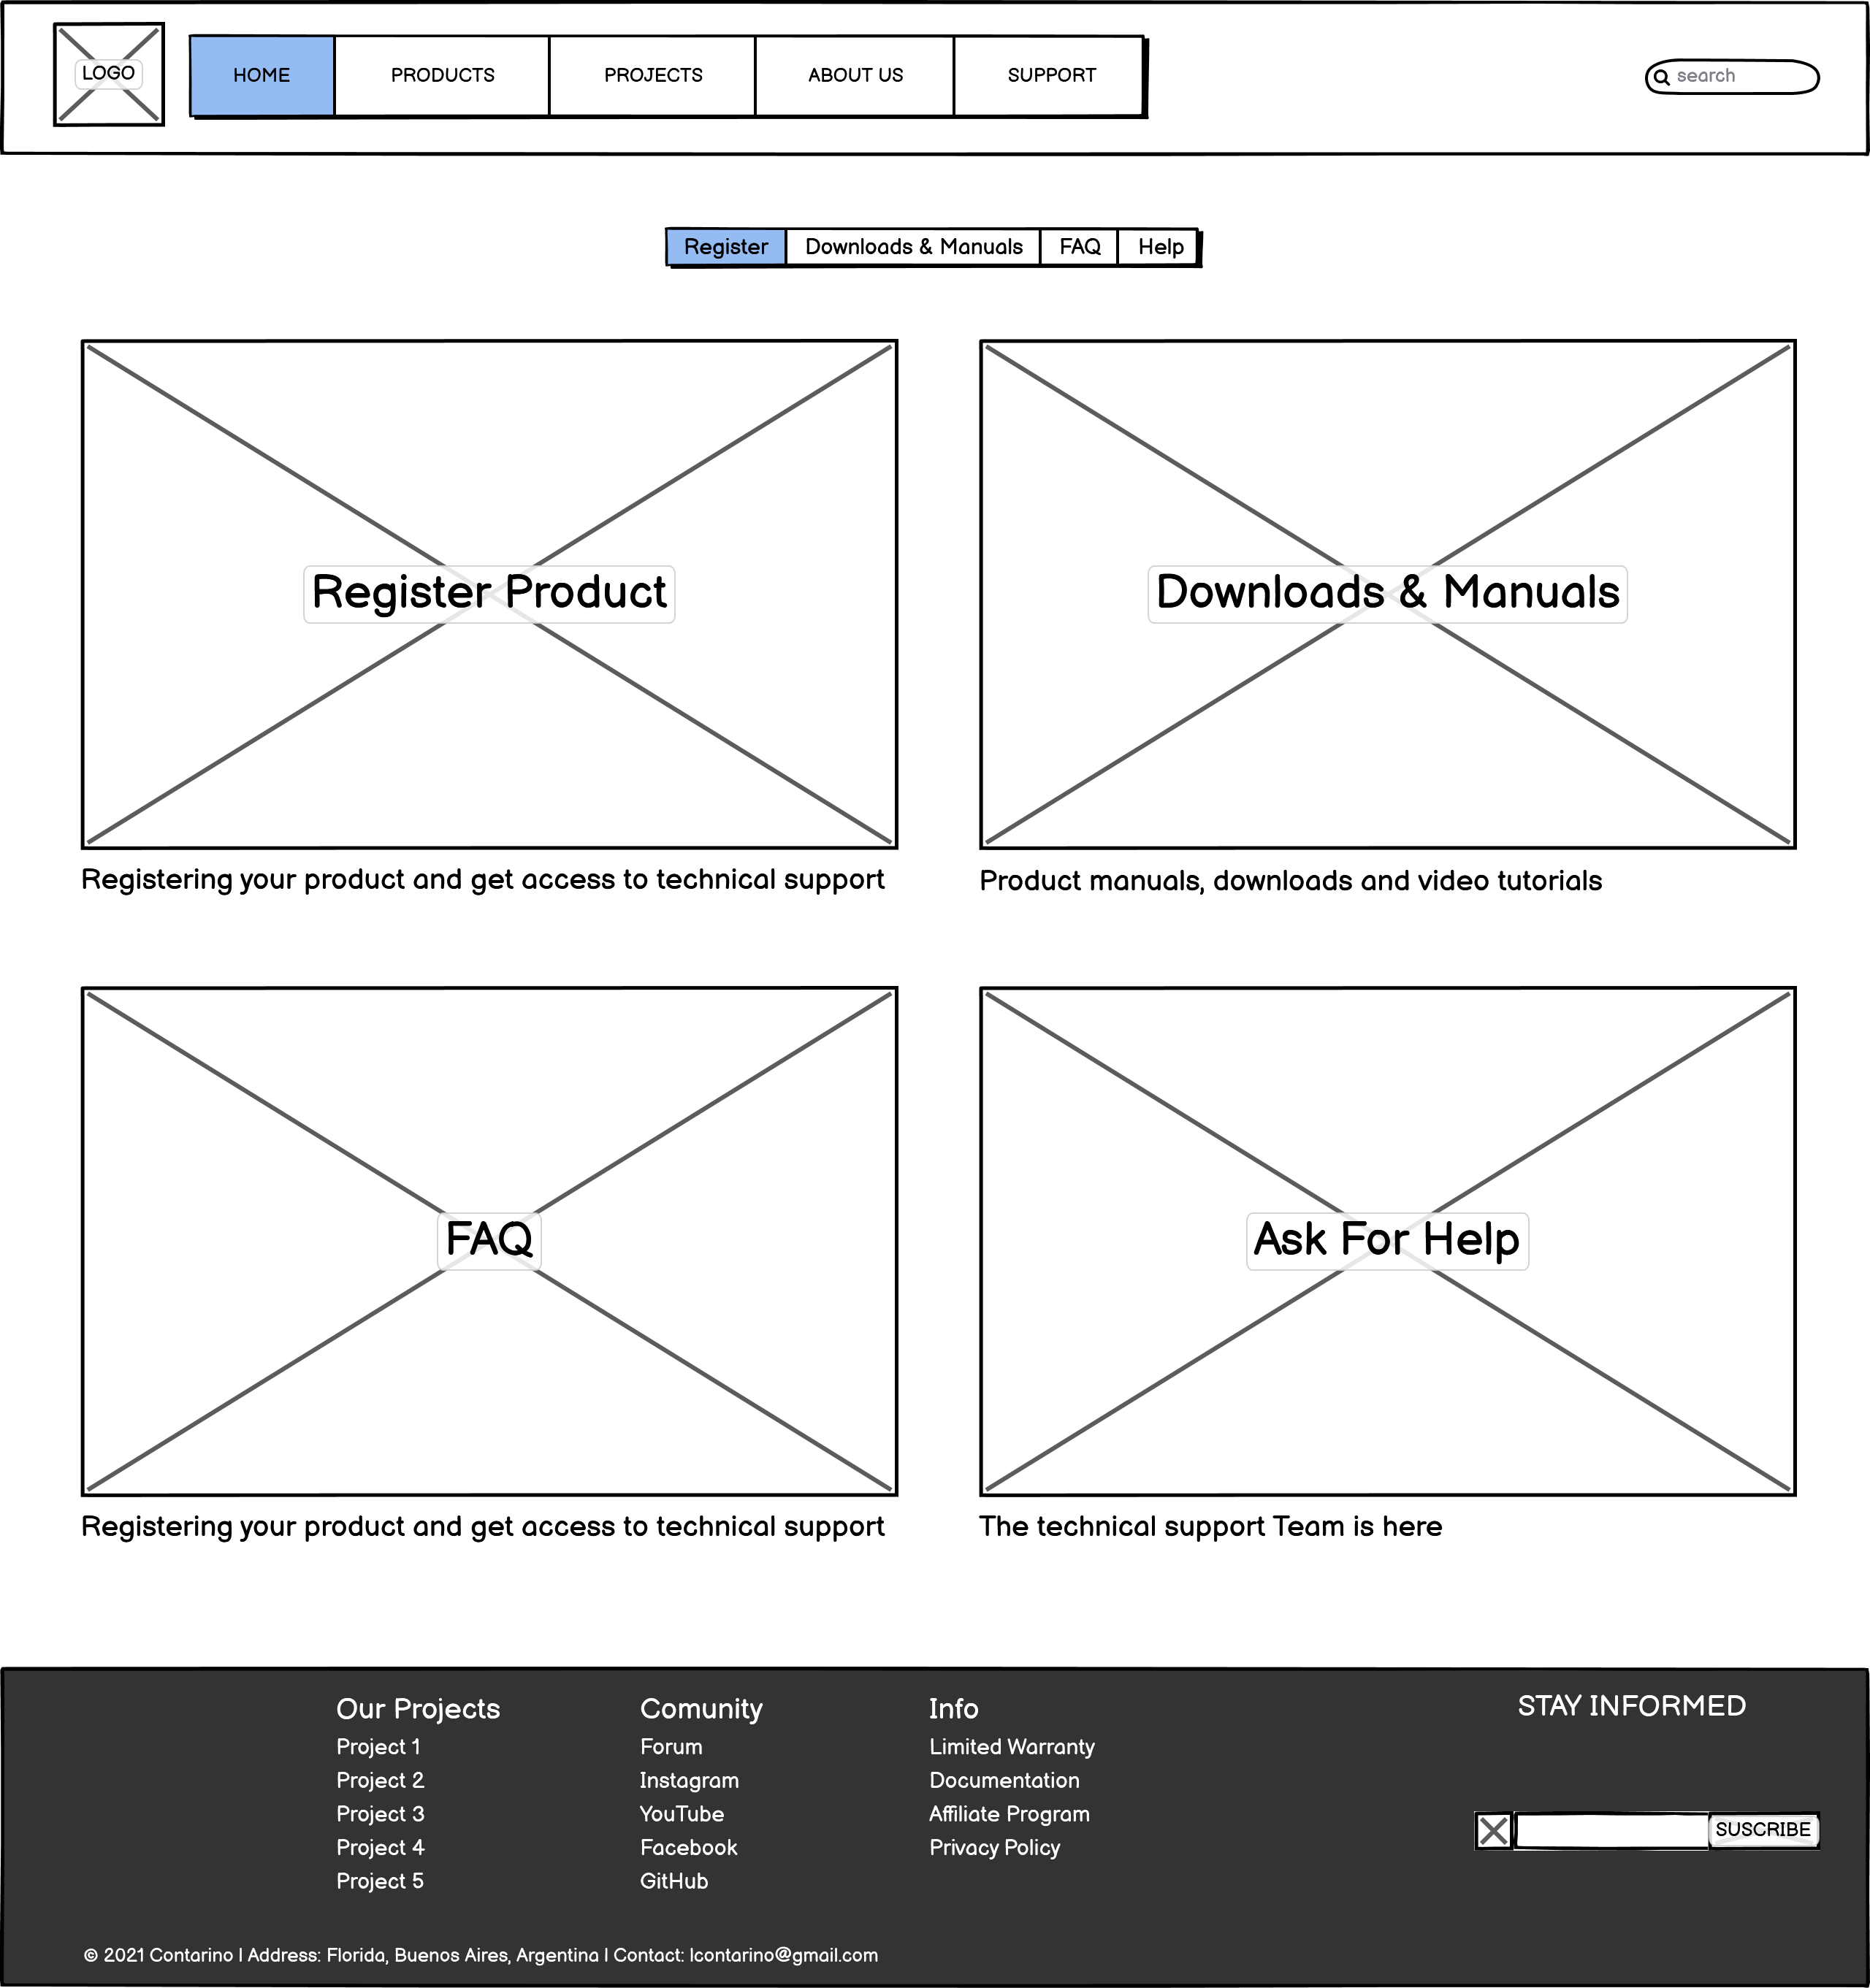 LOGO
HOME
PRODUCTS
PROJECTS
ABOUT US
SUPPORT
search
Register
Downloads & Manuals
FAQ
Help
Register Product
Downloads & Manuals
Registering your product and get access to technical support
Product manuals, downloads and video tutorials
FAQ
Ask For Help
Registering your product and get access to technical support
The technical support Team is here
Our Projects
Project 1
Project 2
Project 3
Project 4
Project 5
Comunity
Forum
Instagram
YouTube
Facebook
GitHub
Info
Limited Warranty
Documentation
Affiliate Program
Privacy Policy
STAY INFORMED
SUSCRIBE
© 2021 Contarino | Address: Florida, Buenos Aires, Argentina | Contact: lcontarino@gmail.com